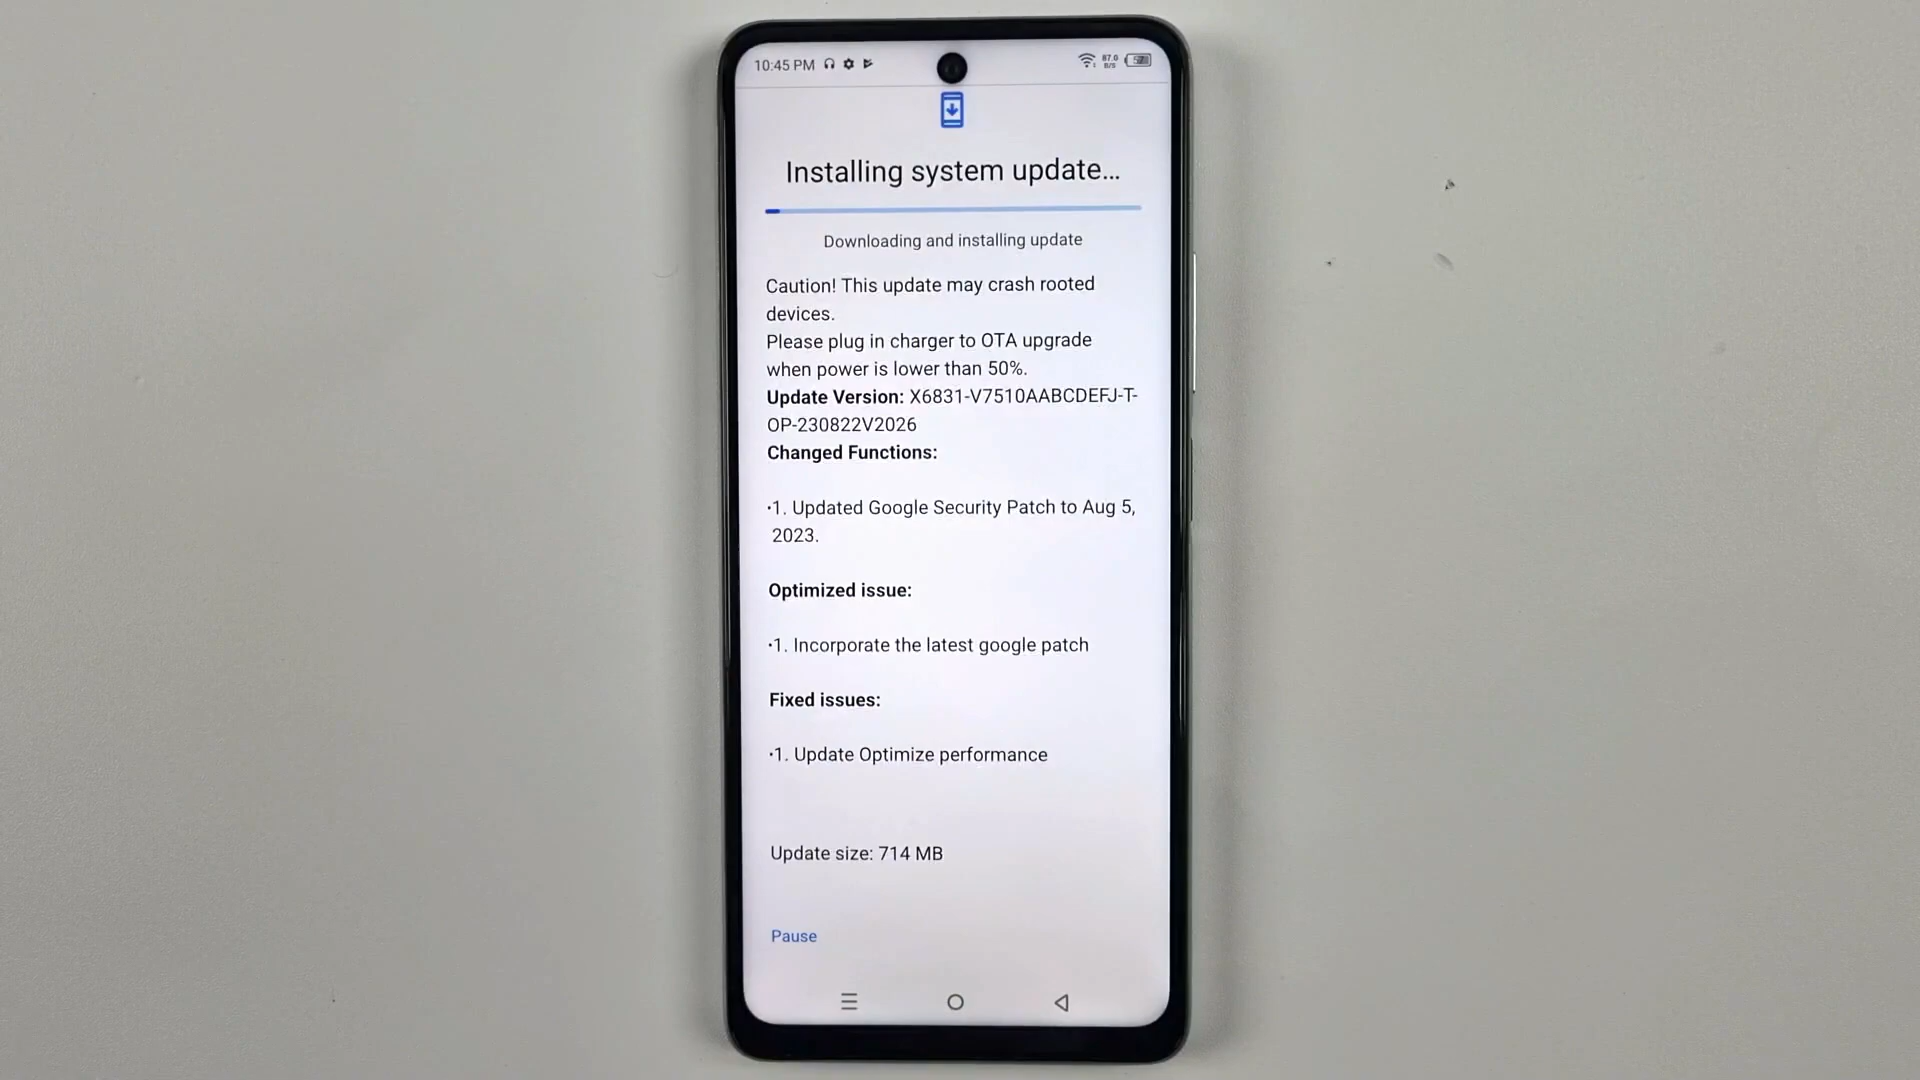 10:45 PM
87.0
B/S
Installing system update...
Downloading and installing update
Caution! This update may crash rooted
devices.
Please plug in charger to OTA upgrade
when power is lower than 50%.
Update Version: X6831-V7510AABCDEFJ-T-
OP-230822V2026
Changed Functions:
·1. Updated Google Security Patch to Aug 5,
2023.
Optimized issue:
·1. Incorporate the latest google patch
Fixed issues:
·1. Update Optimize performance
Update size: 714 MB
Pause